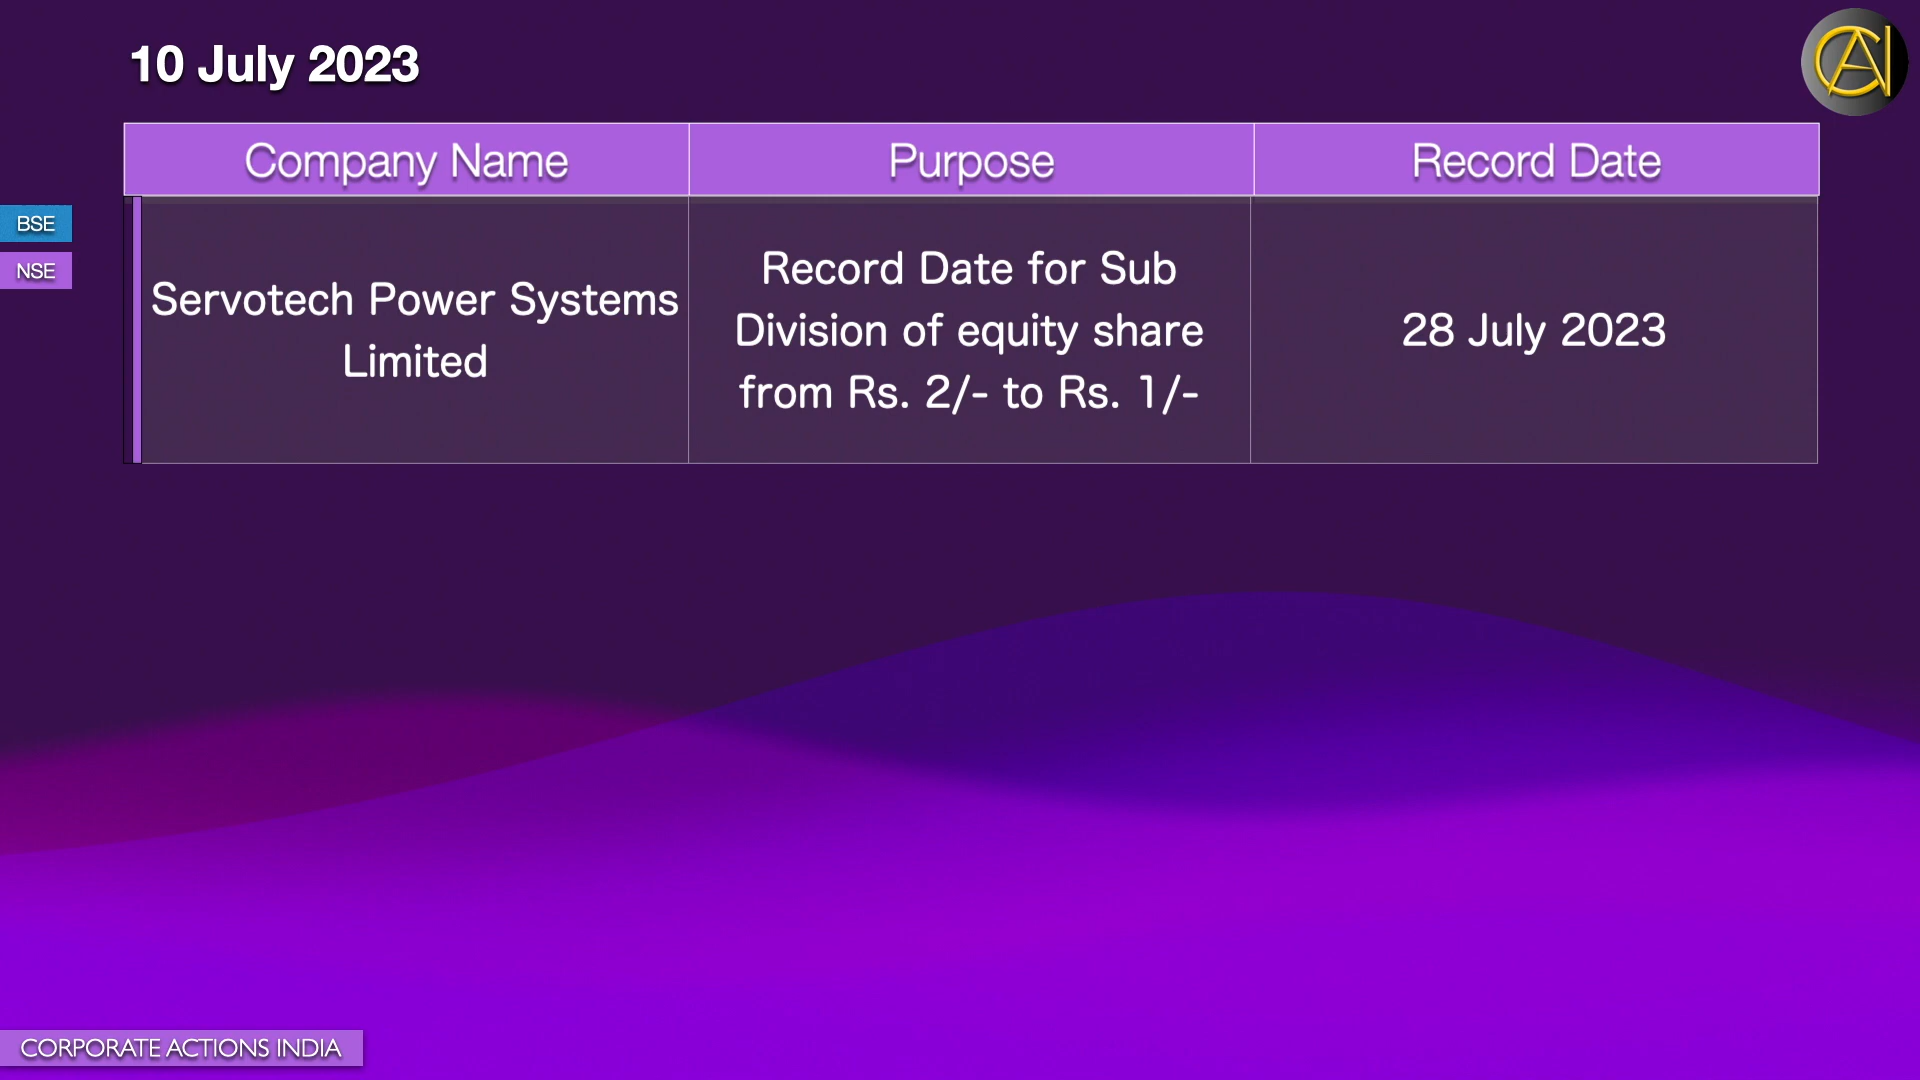 10 July 2023
CAI
Company Name
Purpose
Record Date
BSE
NSE
Servotech Power Systems
Limited
Record Date for Sub
Division of equity share
from Rs. 2/- to Rs. 1/-
28 July 2023
CORPORATE ACTIONS INDIA